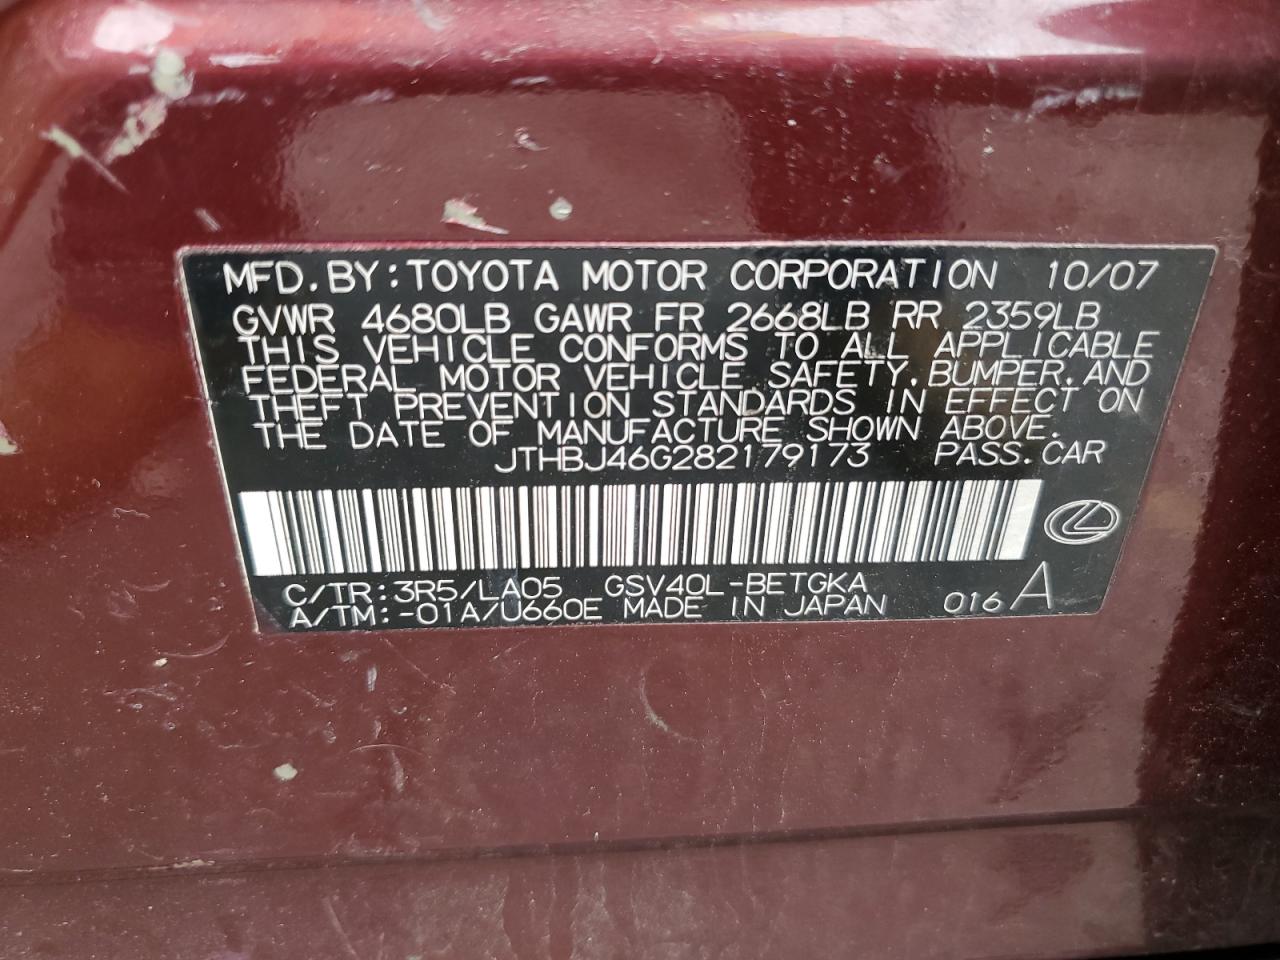 MFD. BY: TOYOTA MOTOR CORPORATION 10/07
GVWR 4680LB GAWR FR 2668LB RR 2359LB
THIS VEHICLE CONFORMS TO ALL APPLICABLE
FEDERAL MOTOR VEHICLE SAFETY, BUMPER, AND
THEFT PREVENTION STANDARDS IN EFFECT ON
THE DATE OF MANUFACTURE SHOWN ABOVE.
JTHBJ46G282179173 PASS. CAR
C/TR: 3R5/LA05 GSV40L-BETGKA
A/TM: -01A/U660E MADE IN JAPAN 016 A